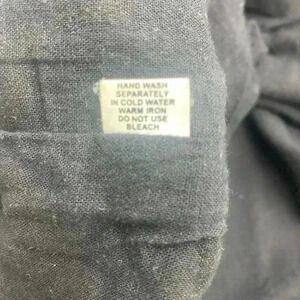 HAND WASH
SEPARATELY
IN COLD WATER
WARM IRON
DO NOT USE
BLEACH